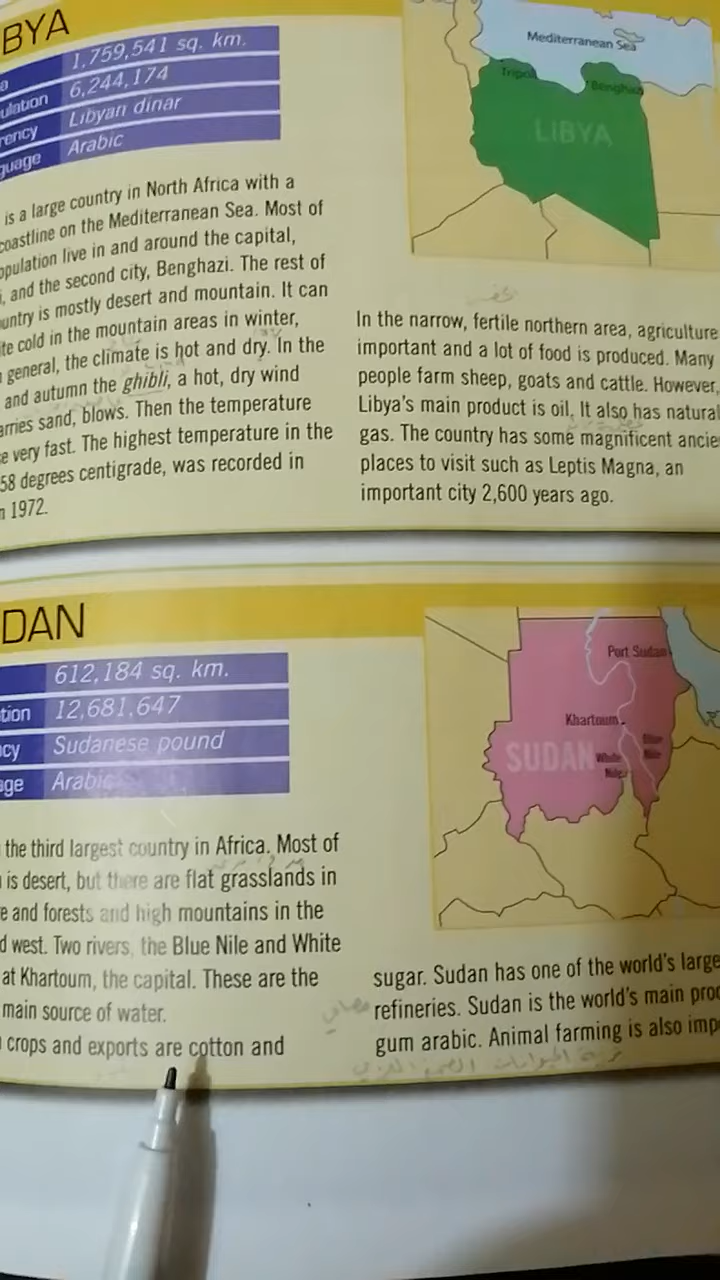 BYA
a 1,759,541 sq. km.
ulation 6,244,174
rency Libyan dinar
guage Arabic
is a large country in North Africa with a
coastline on the Mediterranean Sea. Most of
opulation live in and around the capital,
, and the second city, Benghazi. The rest of
untry is mostly desert and mountain. It can
te cold in the mountain areas in winter,
general, the climate is hot and dry. In the
and autumn the ghibli, a hot, dry wind
arries sand, blows. Then the temperature
e very fast. The highest temperature in the
58 degrees centigrade, was recorded in
n 1972.
Mediterranean Sea
Tripoli
Benghazi
LIBYA
In the narrow, fertile northern area, agriculture
important and a lot of food is produced. Many
people farm sheep, goats and cattle. However,
Libya's main product is oil. It also has natural
gas. The country has some magnificent ancie
places to visit such as Leptis Magna, an
important city 2,600 years ago.
DAN
612,184 sq. km.
tion 12,681,647
cy Sudanese pound
ge Arabic
the third largest country in Africa. Most of
is desert, but there are flat grasslands in
e and forests and high mountains in the
d west. Two rivers, the Blue Nile and White
at Khartoum, the capital. These are the
main source of water.
crops and exports are cotton and
Port Sudan
Khartoum
SUDAN
White
Nile
Blue
Nile
sugar. Sudan has one of the world's large
refineries. Sudan is the world's main proc
gum arabic. Animal farming is also imp